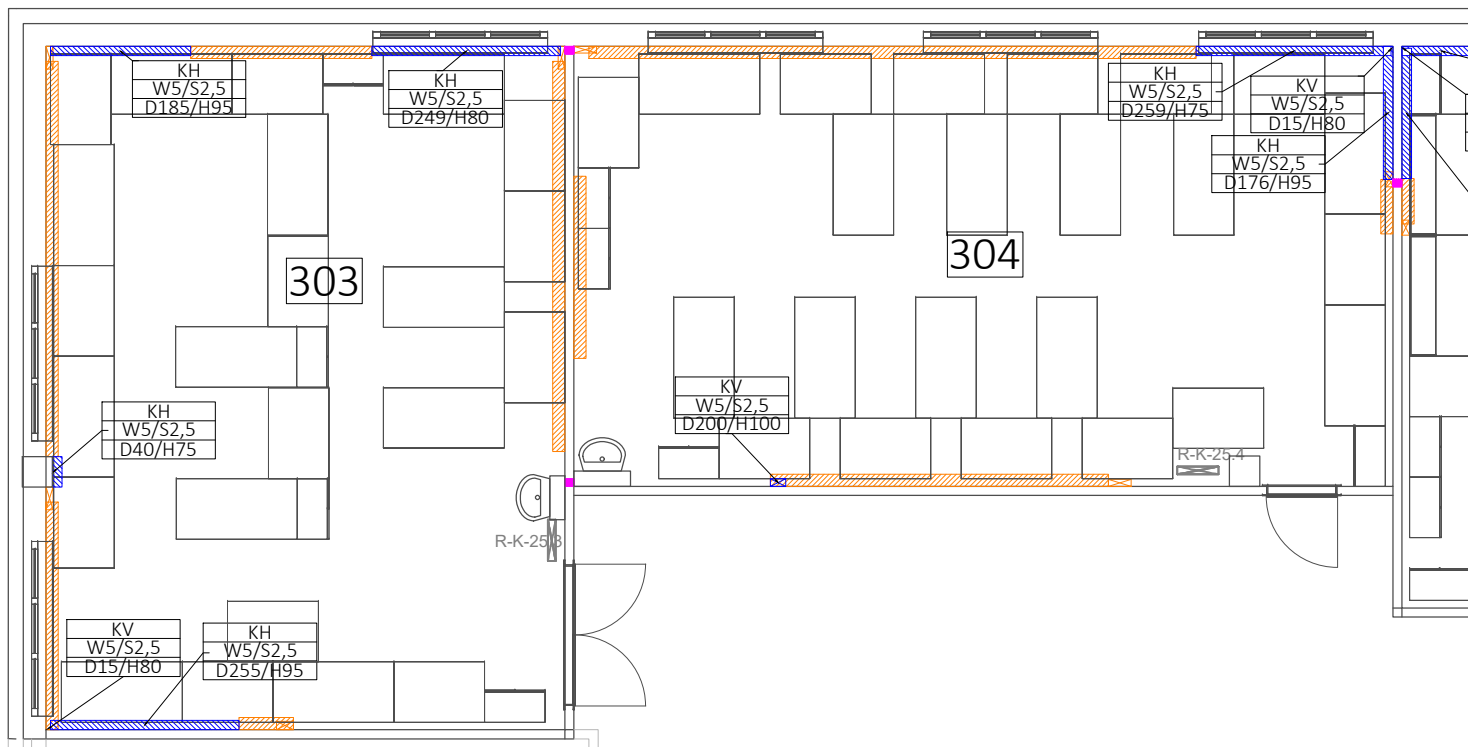 KH
W5/S2,5
D185/H95
KH
W5/S2,5
D249/H80
KH
W5/S2,5
D259/H75
KV
W5/S2,5
D15/H80
KH
W5/S2,5
D176/H95
303
304
KV
W5/S2,5
D200/H100
KH
W5/S2,5
D40/H75
R-K-25.4
R-K-25.3
KV
W5/S2,5
D15/H80
KH
W5/S2,5
D255/H95